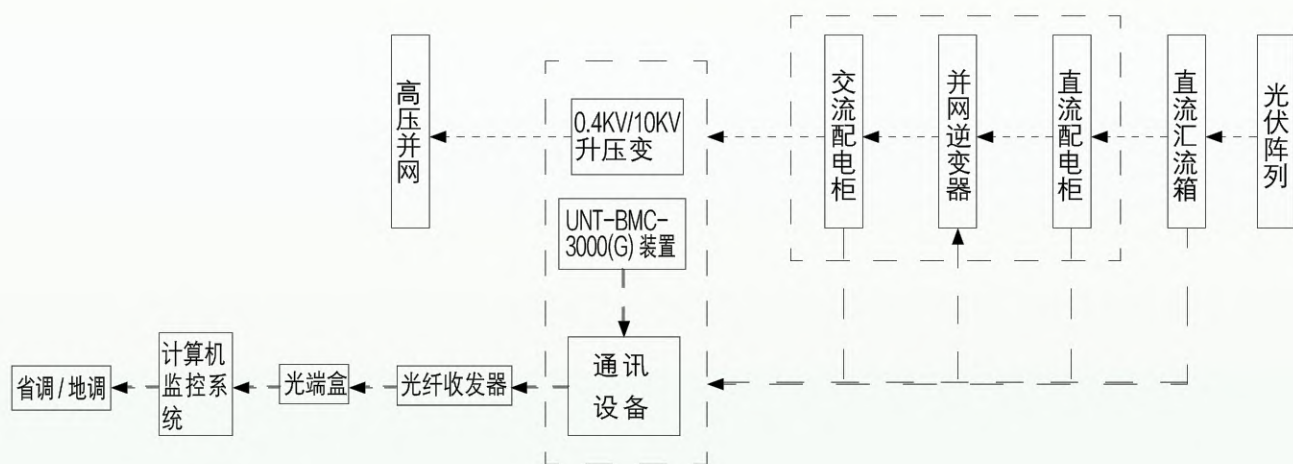 高压并网
0.4KV/10KV
升压变
交流配电柜
并网逆变器
直流配电柜
直流汇流箱
光伏阵列
UNT-BMC-
3000(G) 装置
省调/地调
计算机
监控系
统
光端盒
光纤收发器
通讯
设备